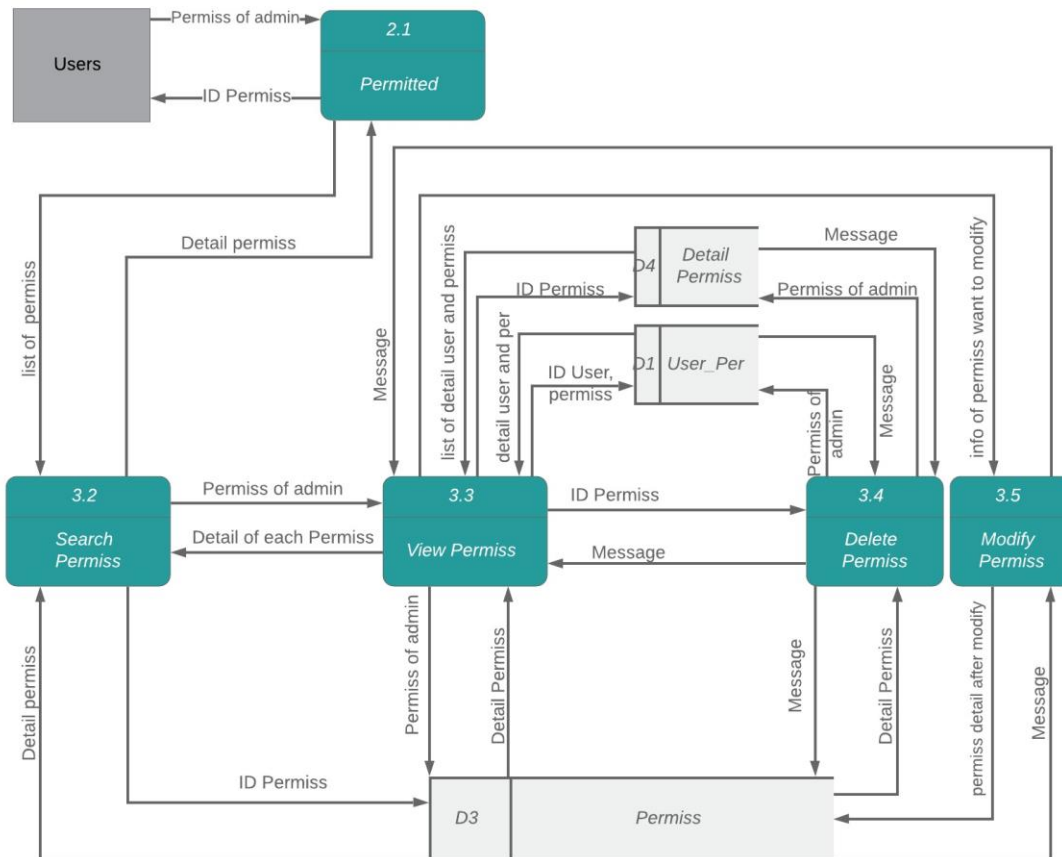 Permiss of admin
2.1
Users
Permitted
ID Permiss
Detail permiss
list of  permiss
Message
list of detail user and permiss
detail user and per
ID Permiss
D4
Detail
Permiss
Message
Permiss of admin
ID User,
permiss
D1
User_Per
Permiss of
admin
Message
info of permiss want to modify
3.2
Search
Permiss
Permiss of admin
Detail of each Permiss
3.3
View Permiss
ID Permiss
Message
3.4
Delete
Permiss
3.5
Modify
Permiss
Detail permiss
ID Permiss
Permiss of admin
Detail Permiss
Message
Detail Permiss
permiss detail after modify
Message
D3
Permiss